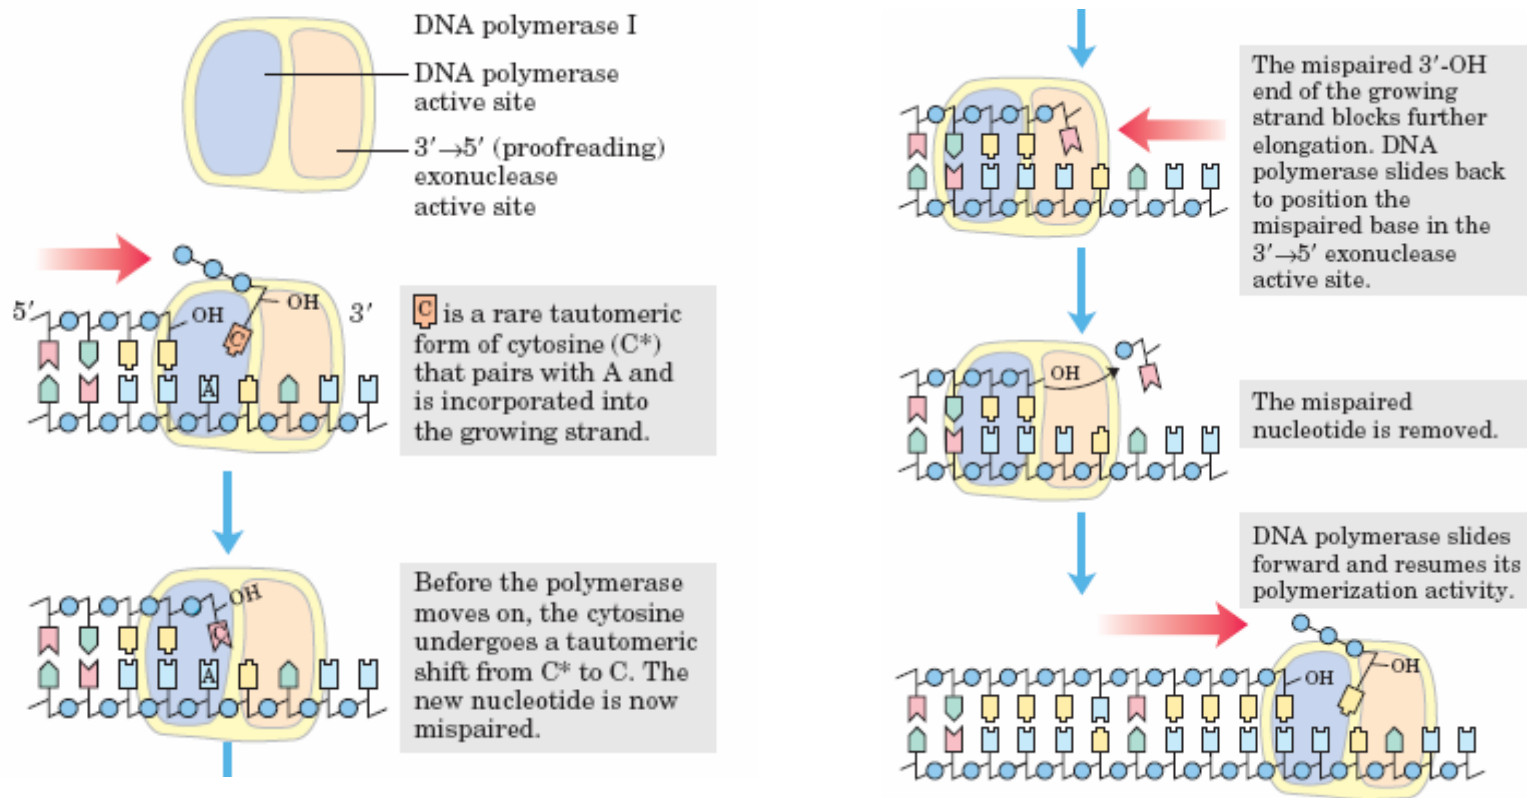 DNA polymerase I
DNA polymerase
active site
3′→5′ (proofreading)
exonuclease
active site
5′
OH
OH
3′
C
A
C is a rare tautomeric
form of cytosine (C*)
that pairs with A and
is incorporated into
the growing strand.
OH
C
A
Before the polymerase
moves on, the cytosine
undergoes a tautomeric
shift from C* to C. The
new nucleotide is now
mispaired.
The mispaired 3′-OH
end of the growing
strand blocks further
elongation. DNA
polymerase slides back
to position the
mispaired base in the
3′→5′ exonuclease
active site.
OH
The mispaired
nucleotide is removed.
DNA polymerase slides
forward and resumes its
polymerization activity.
OH
OH